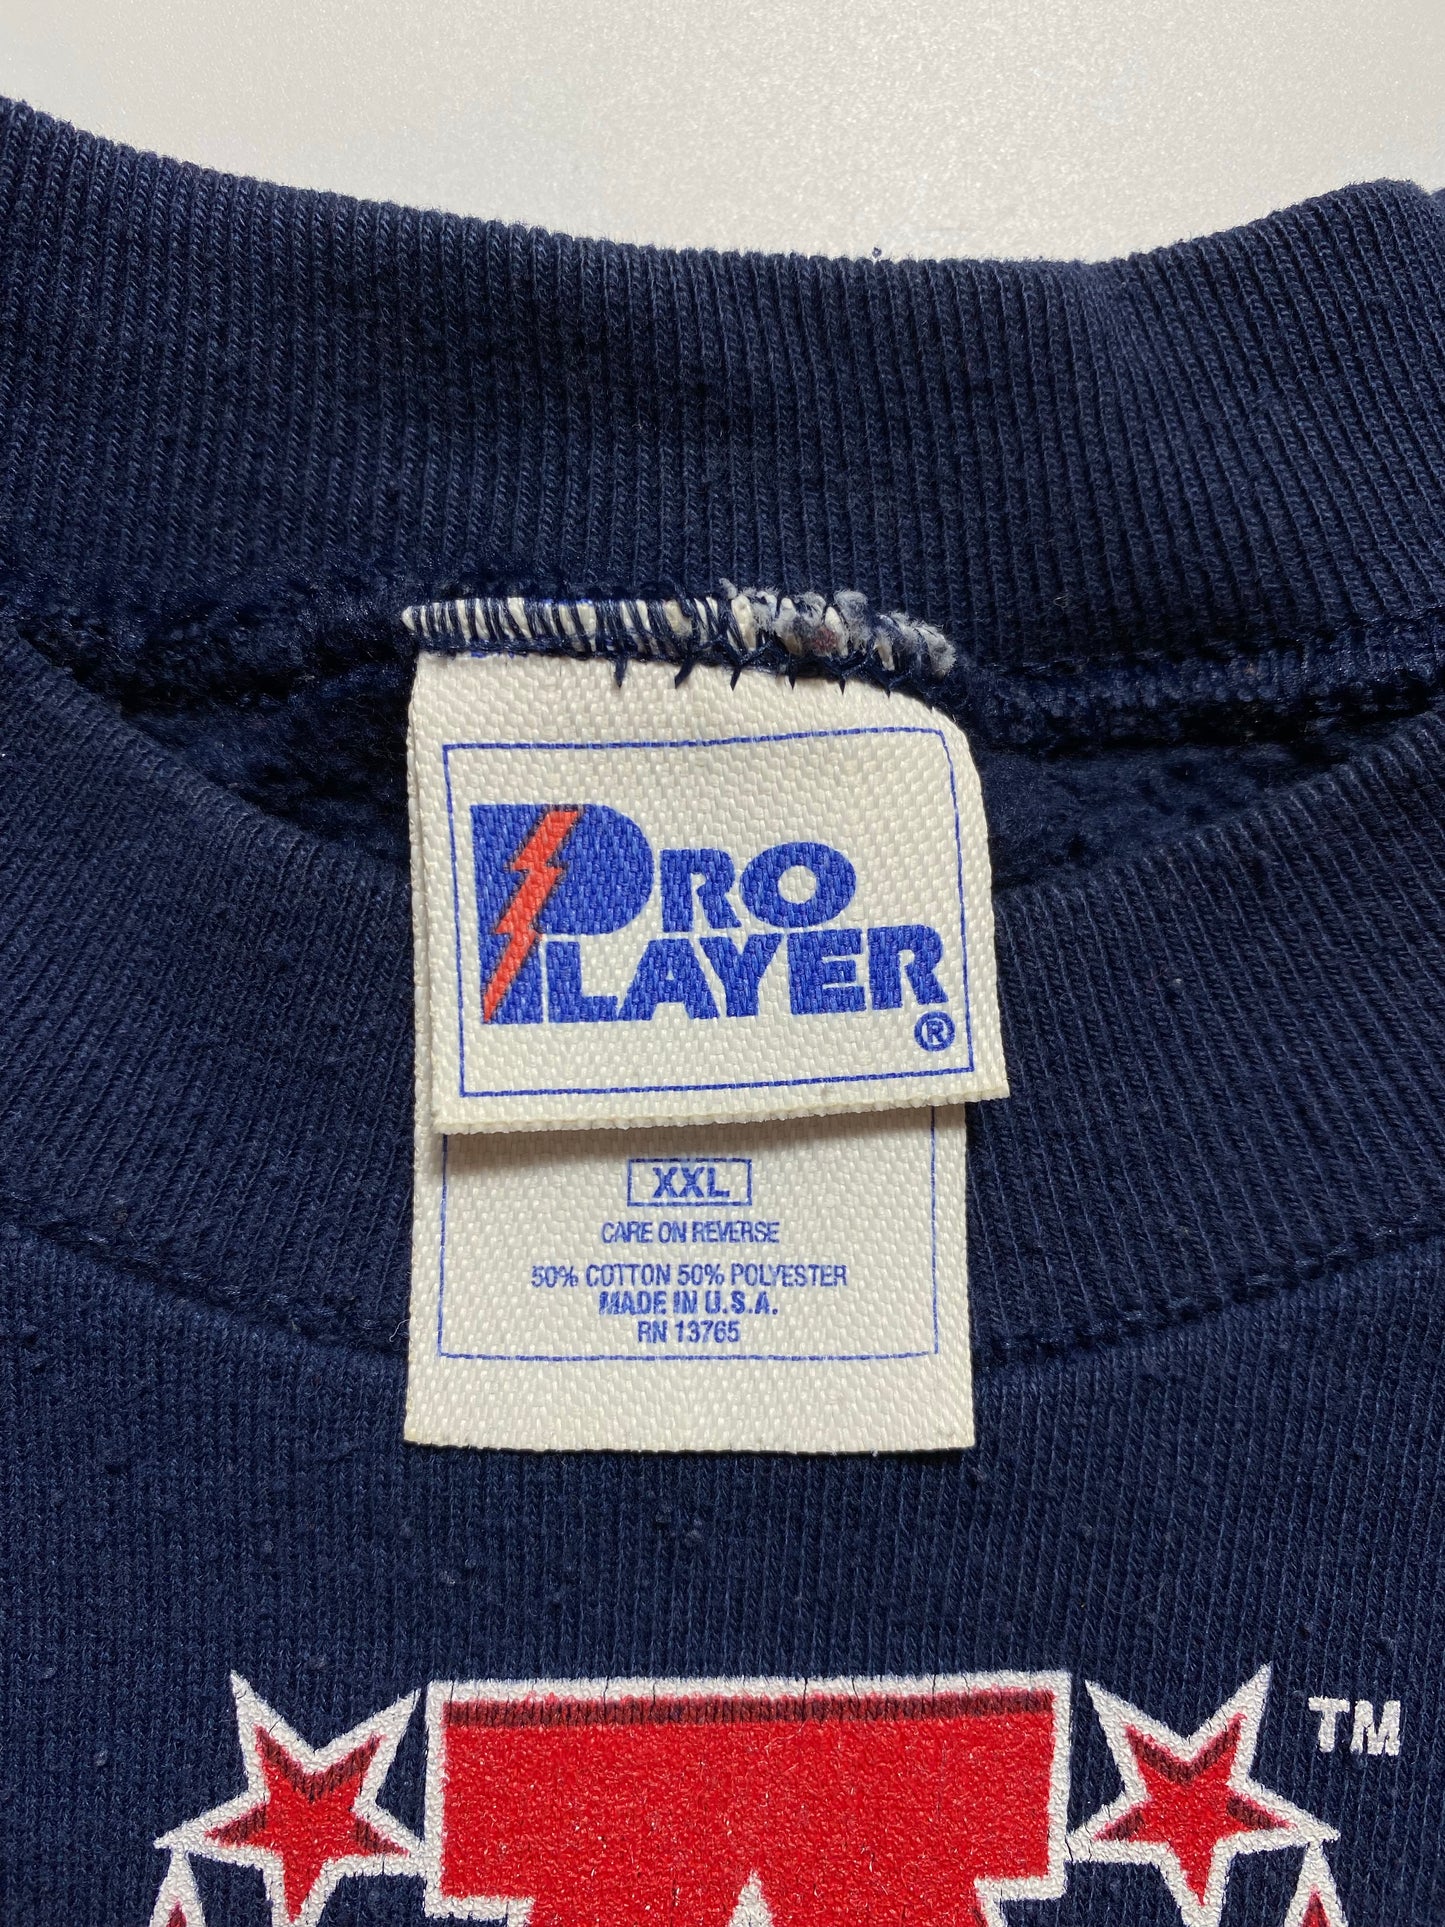 PRO
PLAYER®
XXL
CARE ON REVERSE
50% COTTON 50% POLYESTER
MADE IN U.S.A.
RN 13765
TM